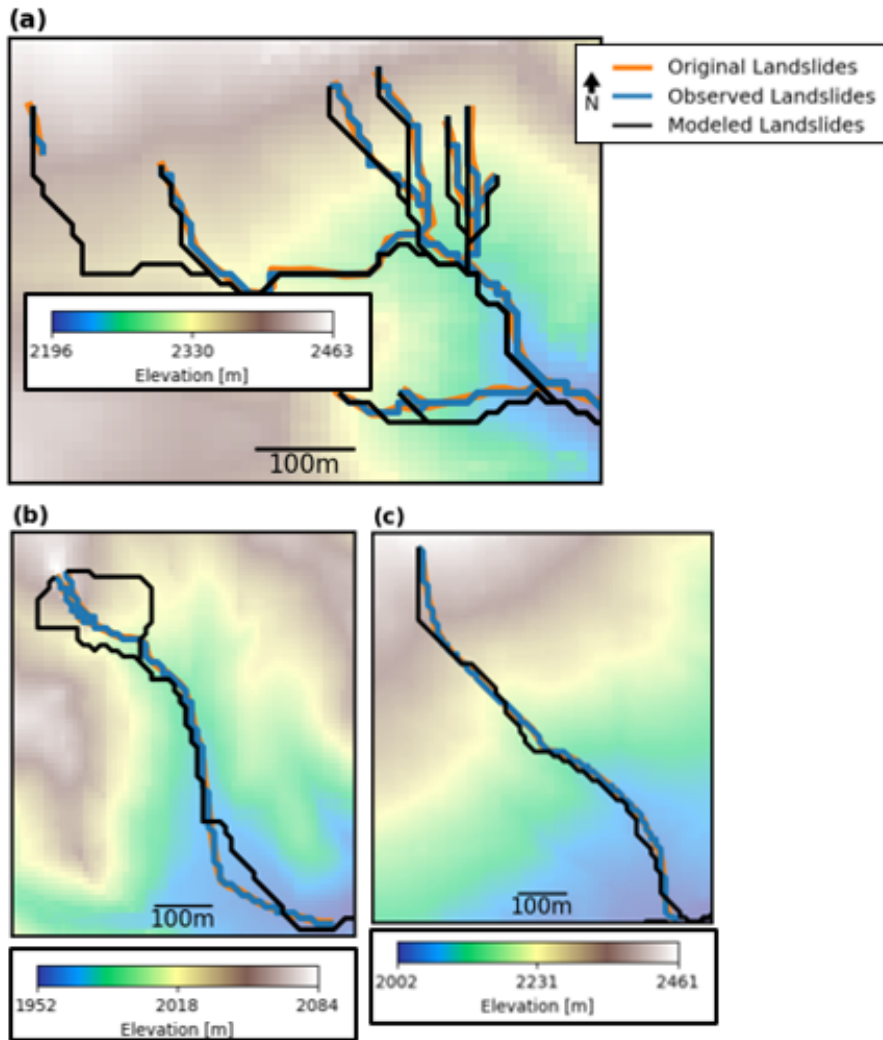 (a)
Original Landslides
N
Observed Landslides
Modeled Landslides
2196 2330 2463
Elevation [m]
100m
(b)
(c)
100m
100m
1952 2018 2084
Elevation [m]
2002 2231 2461
Elevation [m]